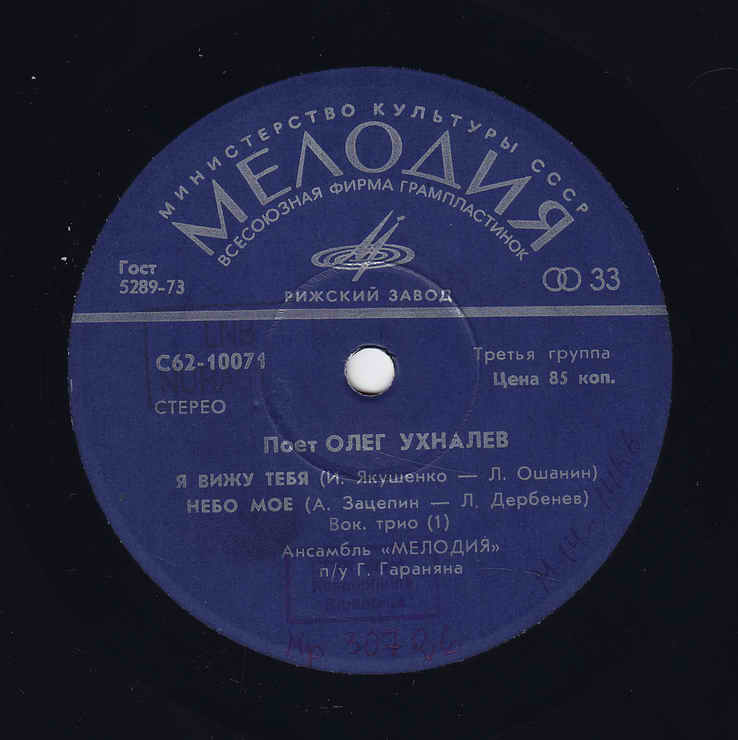 МИНИСТЕРСТВО КУЛЬТУРЫ СССР
МЕЛОДИЯ
ВСЕСОЮЗНАЯ ФИРМА ГРАМПЛАСТИНОК
Гост
5289-73
33
РИЖСКИЙ ЗАВОД
С62-10071
СТЕРЕО
Третья группа
Цена 85 коп.
Поет ОЛЕГ УХНАЛЕВ
Я ВИЖУ ТЕБЯ (И. Якушенко — Л. Ошанин)
НЕБО МОЕ (А. Зацепин — Л. Дербенев)
Вок. трио (1)
Ансамбль «МЕЛОДИЯ»
п/у Г. Гараняна